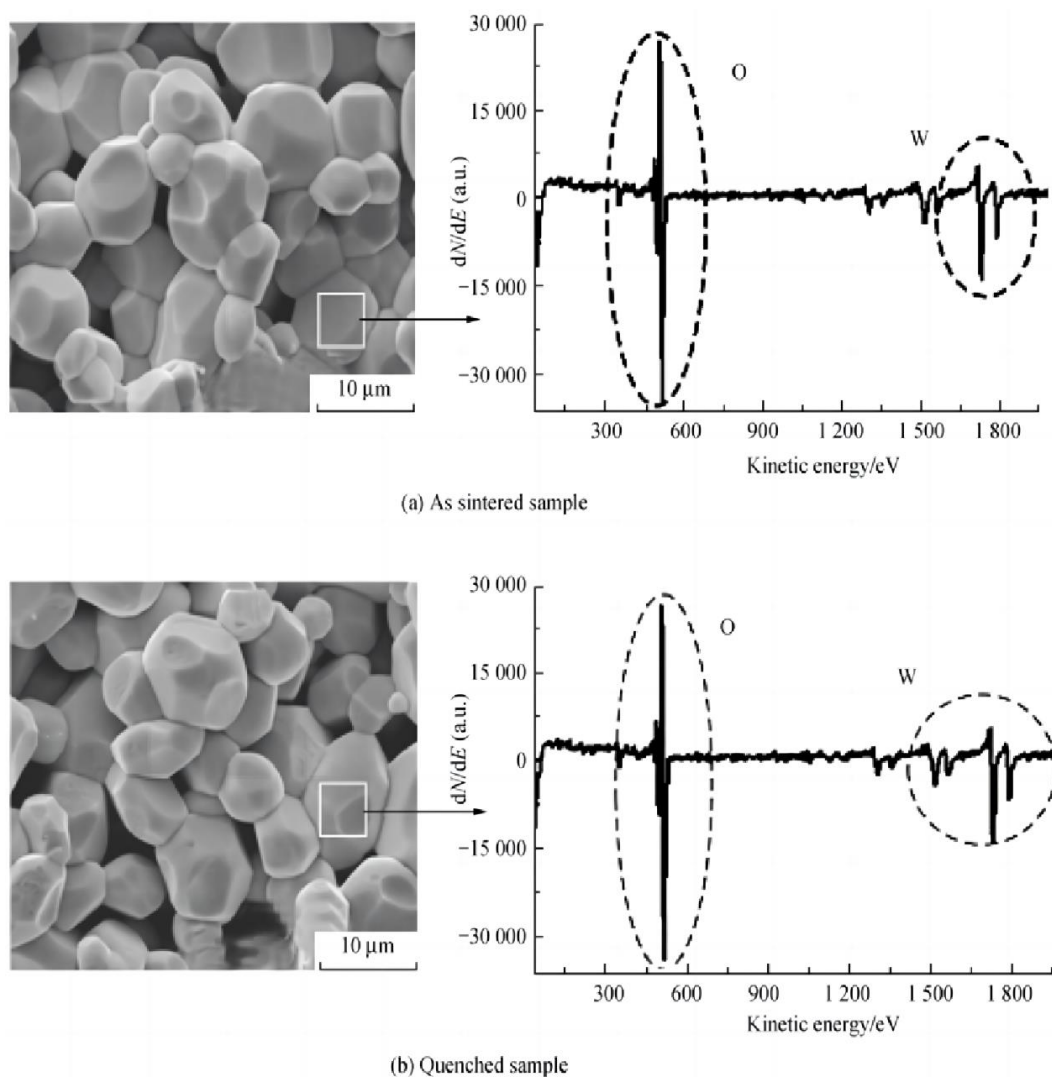 30 000
O
15 000
W
dN/dE (a.u.)
0
−15 000
−30 000
10 μm
300 600 900 1 200 1 500 1 800
Kinetic energy/eV
(a) As sintered sample
30 000
O
15 000
W
dN/dE (a.u.)
0
−15 000
−30 000
10 μm
300 600 900 1 200 1 500 1 800
Kinetic energy/eV
(b) Quenched sample